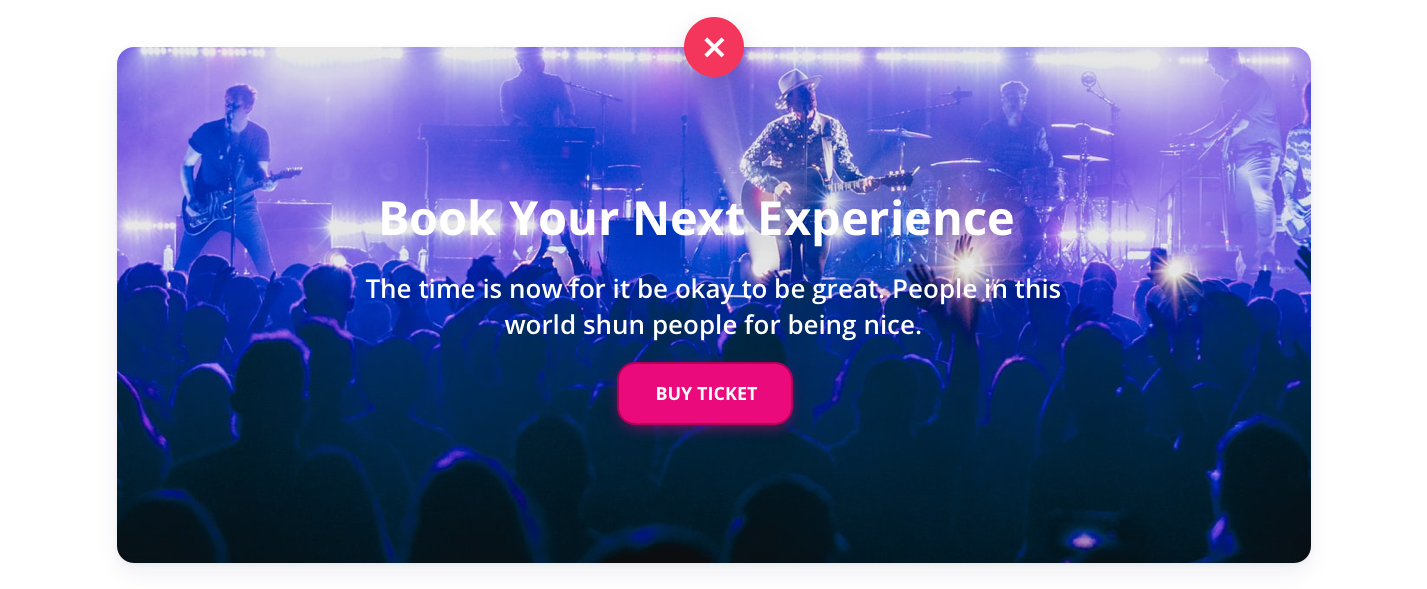 Book Your Next Experience
The time is now for it be okay to be great. People in this
world shun people for being nice.
BUY TICKET